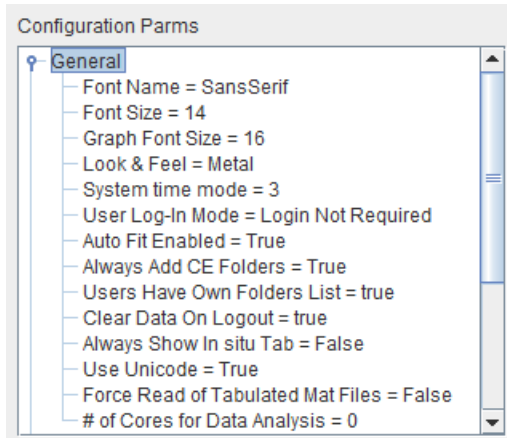 Configuration Parms
General
Font Name = SansSerif
Font Size = 14
Graph Font Size = 16
Look & Feel = Metal
System time mode = 3
User Log-In Mode = Login Not Required
Auto Fit Enabled = True
Always Add CE Folders = True
Users Have Own Folders List = true
Clear Data On Logout = true
Always Show In situ Tab = False
Use Unicode = True
Force Read of Tabulated Mat Files = False
# of Cores for Data Analysis = 0